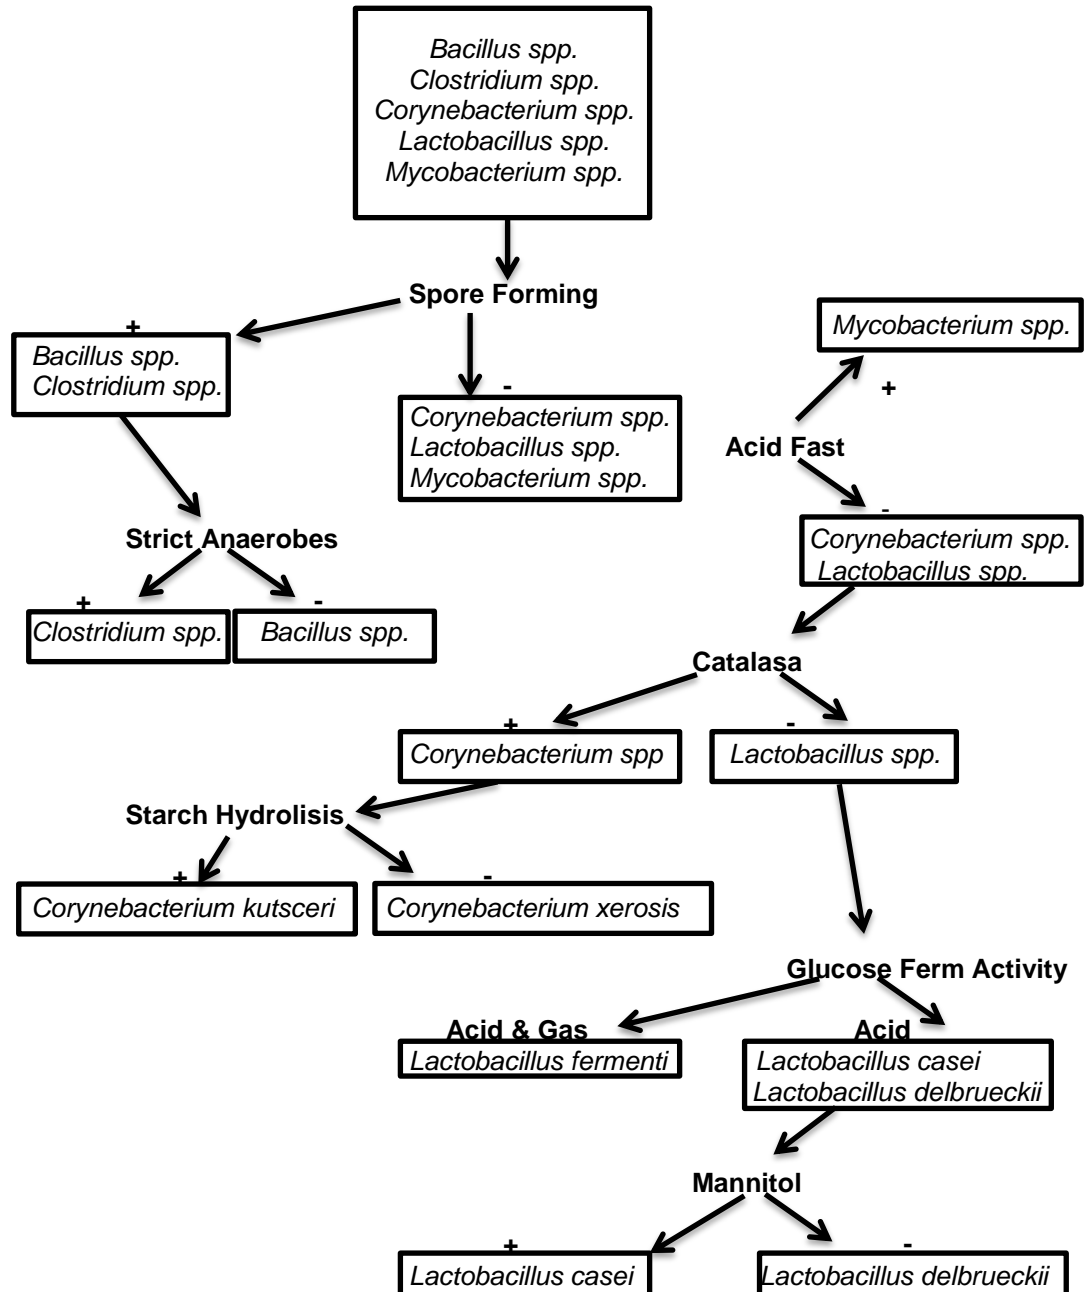 Bacillus spp.
Clostridium spp.
Corynebacterium spp.
Lactobacillus spp.
Mycobacterium spp.
Spore Forming
+
Bacillus spp.
Clostridium spp.
-
Corynebacterium spp.
Lactobacillus spp.
Mycobacterium spp.
Mycobacterium spp.
+
Acid Fast
-
Corynebacterium spp.
Lactobacillus spp.
Strict Anaerobes
+
Clostridium spp.
-
Bacillus spp.
Catalasa
+
Corynebacterium spp
-
Lactobacillus spp.
Starch Hydrolisis
+
Corynebacterium kutsceri
-
Corynebacterium xerosis
Glucose Ferm Activity
Acid & Gas
Lactobacillus fermenti
Acid
Lactobacillus casei
Lactobacillus delbrueckii
Mannitol
+
Lactobacillus casei
-
Lactobacillus delbrueckii